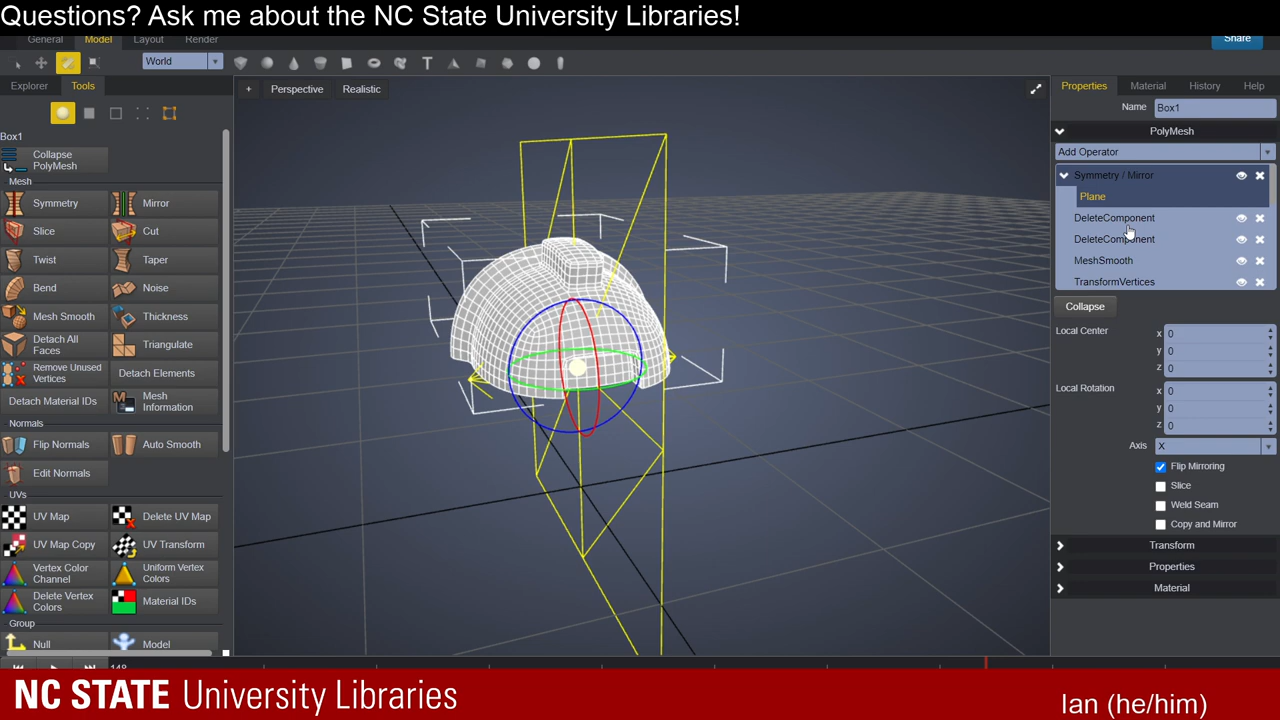 Questions? Ask me about the NC State University Libraries!
General Model Layout Render Share
World
Explorer Tools
+ Perspective Realistic
Properties Material History Help
Name Box1
Box1
PolyMesh
Collapse
PolyMesh
Add Operator
Mesh
Symmetry / Mirror
Plane
Symmetry Mirror
DeleteComponent
Slice Cut
DeleteComponent
Twist Taper
MeshSmooth
Bend Noise
TransformVertices
Mesh Smooth Thickness
Collapse
Detach All
Faces
Triangulate
Local Center x 0
y 0
z 0
Remove Unused
Vertices
Detach Elements
Local Rotation x 0
y 0
z 0
Detach Material IDs
Mesh
Information
Normals
Axis X
Flip Normals Auto Smooth
Flip Mirroring
Edit Normals
Slice
UVs
Weld Seam
UV Map Delete UV Map
Copy and Mirror
UV Map Copy UV Transform
Transform
Vertex Color
Channel
Uniform Vertex
Colors
Properties
Delete Vertex
Colors
Material IDs
Material
Group
Null Model
148
NC STATE University Libraries
Ian (he/him)